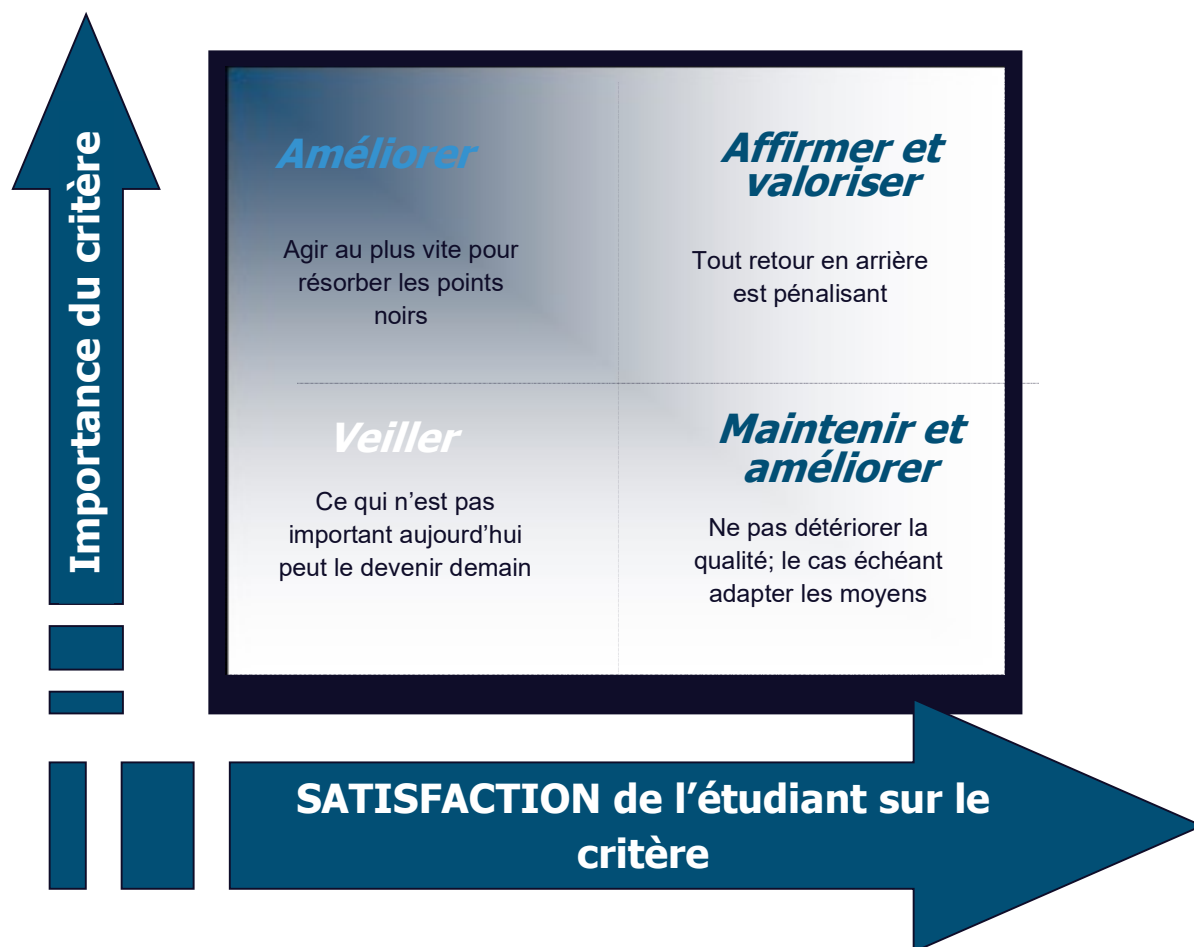 Importance du critère
Améliorer
Agir au plus vite pour
résorber les points
noirs
Affirmer et
valoriser
Tout retour en arrière
est pénalisant
Veiller
Ce qui n’est pas
important aujourd’hui
peut le devenir demain
Maintenir et
améliorer
Ne pas détériorer la
qualité; le cas échéant
adapter les moyens
SATISFACTION de l’étudiant sur le
critère